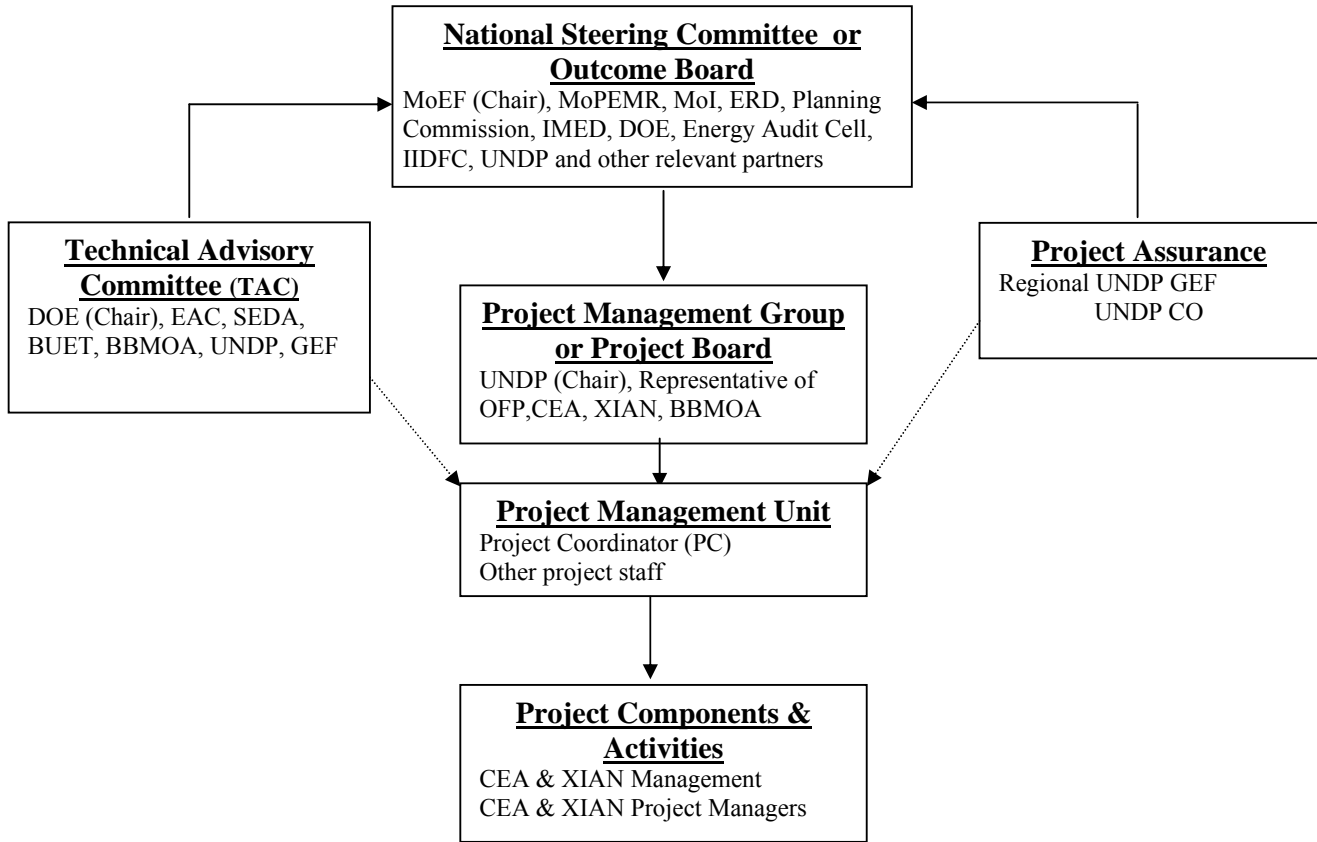 National Steering Committee or
Outcome Board
MoEF (Chair), MoPEMR, MoI, ERD, Planning
Commission, IMED, DOE, Energy Audit Cell,
IIDFC, UNDP and other relevant partners
Technical Advisory
Committee (TAC)
DOE (Chair), EAC, SEDA,
BUET, BBMOA, UNDP, GEF
Project Assurance
Regional UNDP GEF
UNDP CO
Project Management Group
or Project Board
UNDP (Chair), Representative of
OFP,CEA, XIAN, BBMOA
Project Management Unit
Project Coordinator (PC)
Other project staff
Project Components &
Activities
CEA & XIAN Management
CEA & XIAN Project Managers